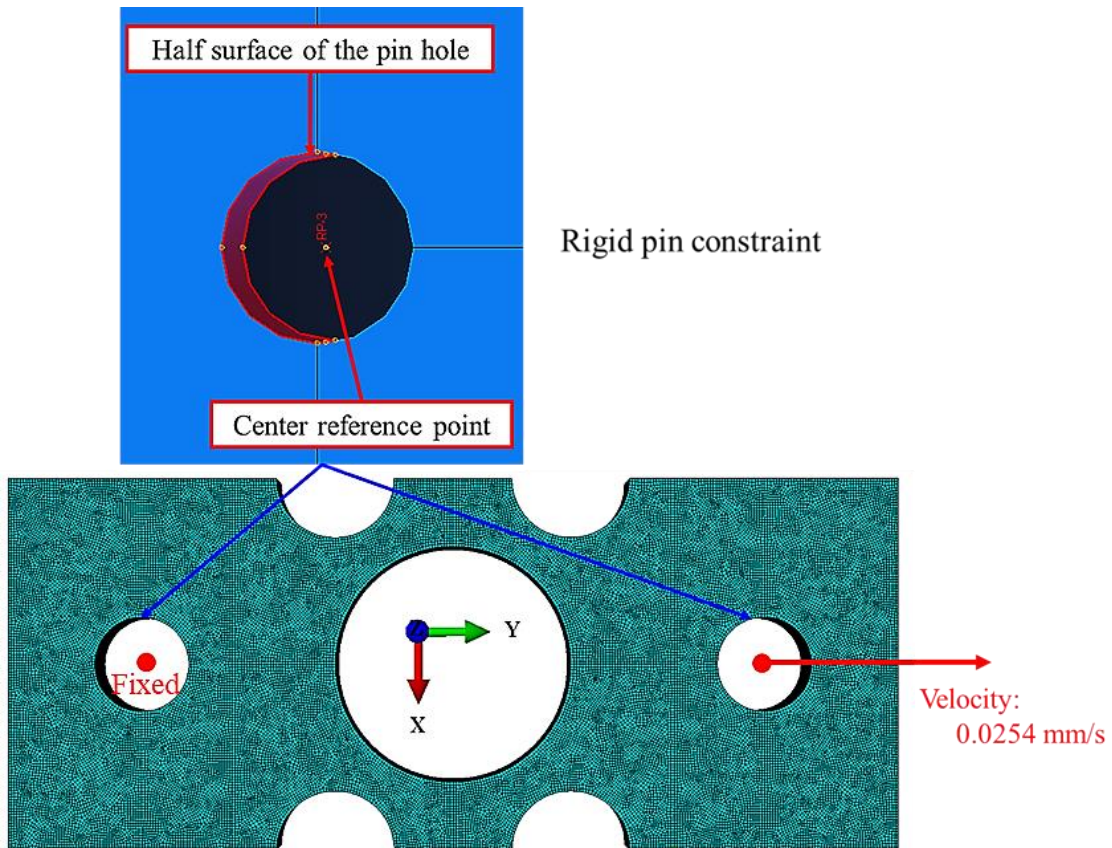 Half surface of the pin hole
RP-3
Rigid pin constraint
Center reference point
Fixed
Y
X
Velocity:
0.0254 mm/s